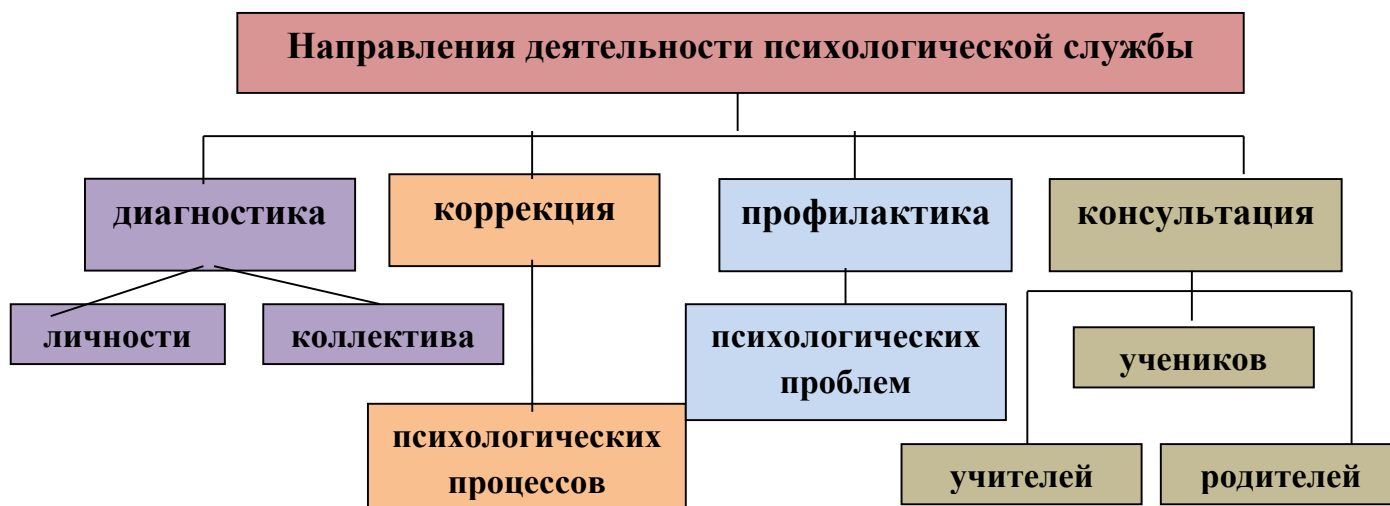 Направления деятельности психологической службы
диагностика
коррекция
профилактика
консультация
личности
коллектива
психологических
проблем
учеников
психологических
процессов
учителей
родителей